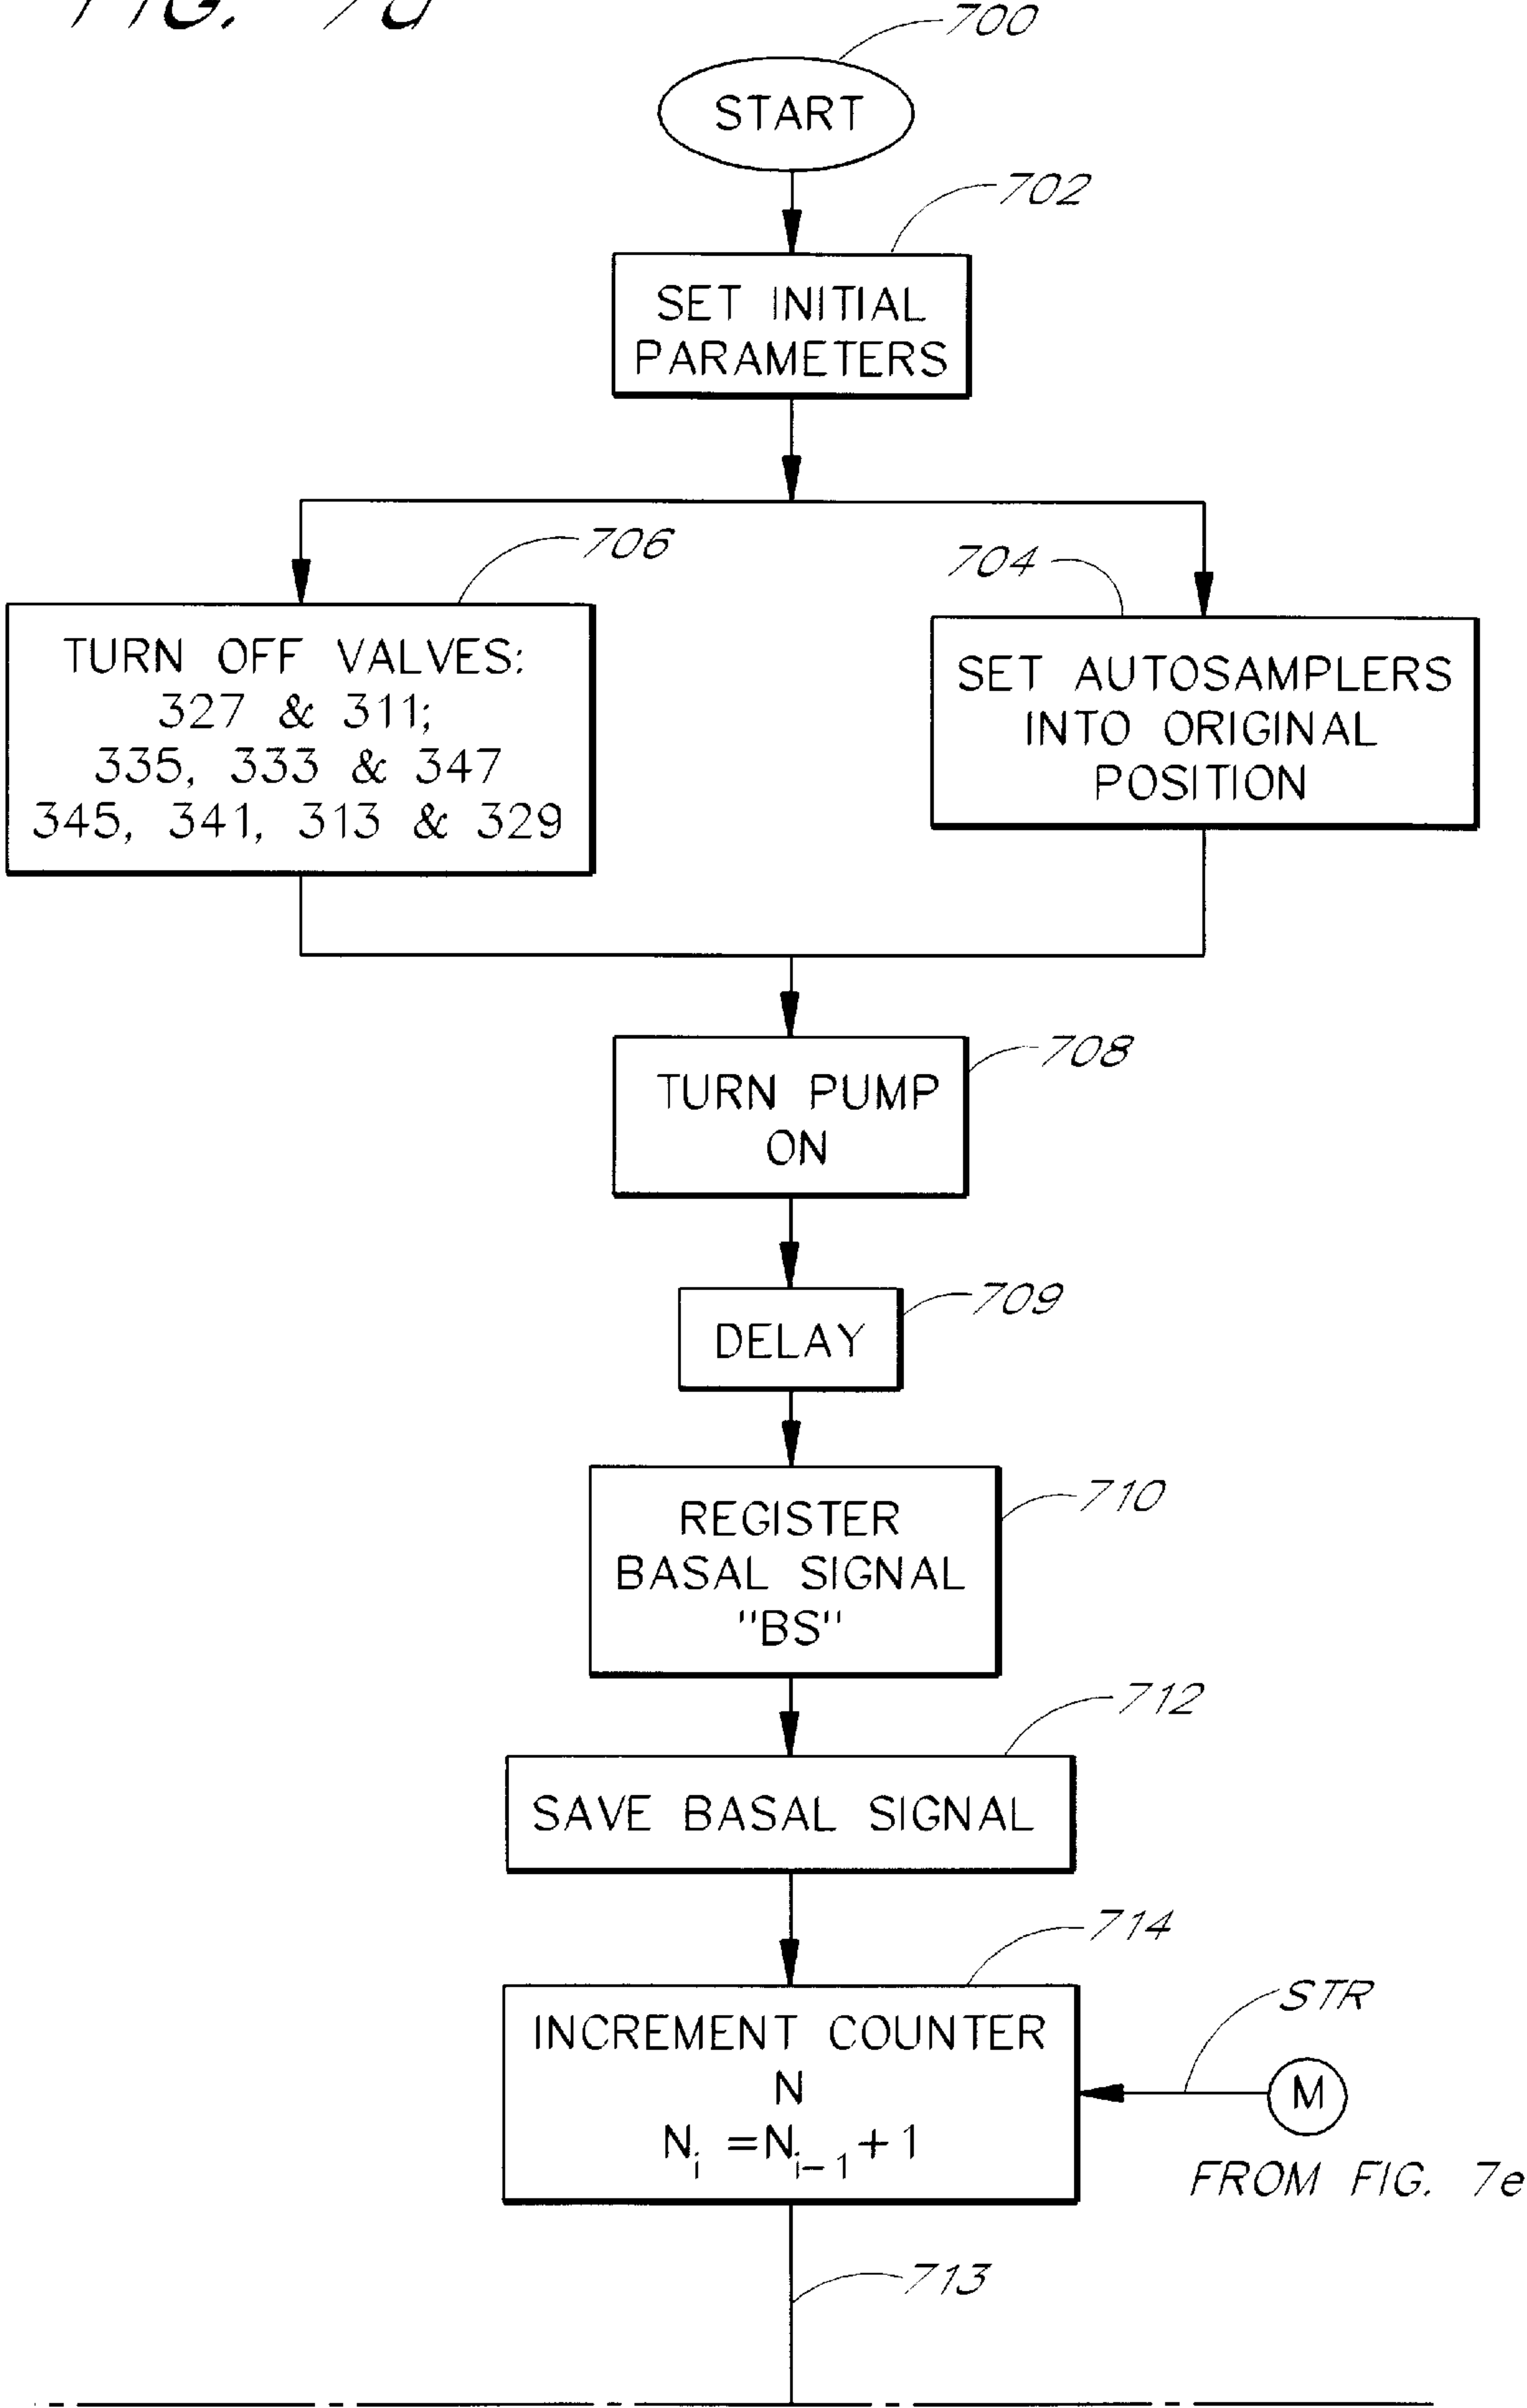 FIG. 7a
700
START
702
SET INITIAL
PARAMETERS
706
704
TURN OFF VALVES:
327 & 311;
335, 333 & 347
345, 341, 313 & 329
SET AUTOSAMPLERS
INTO ORIGINAL
POSITION
708
TURN PUMP
ON
709
DELAY
710
REGISTER
BASAL SIGNAL
"BS"
712
SAVE BASAL SIGNAL
714
INCREMENT COUNTER
N
Ni =Ni-1+1
STR
M
FROM FIG. 7e
713